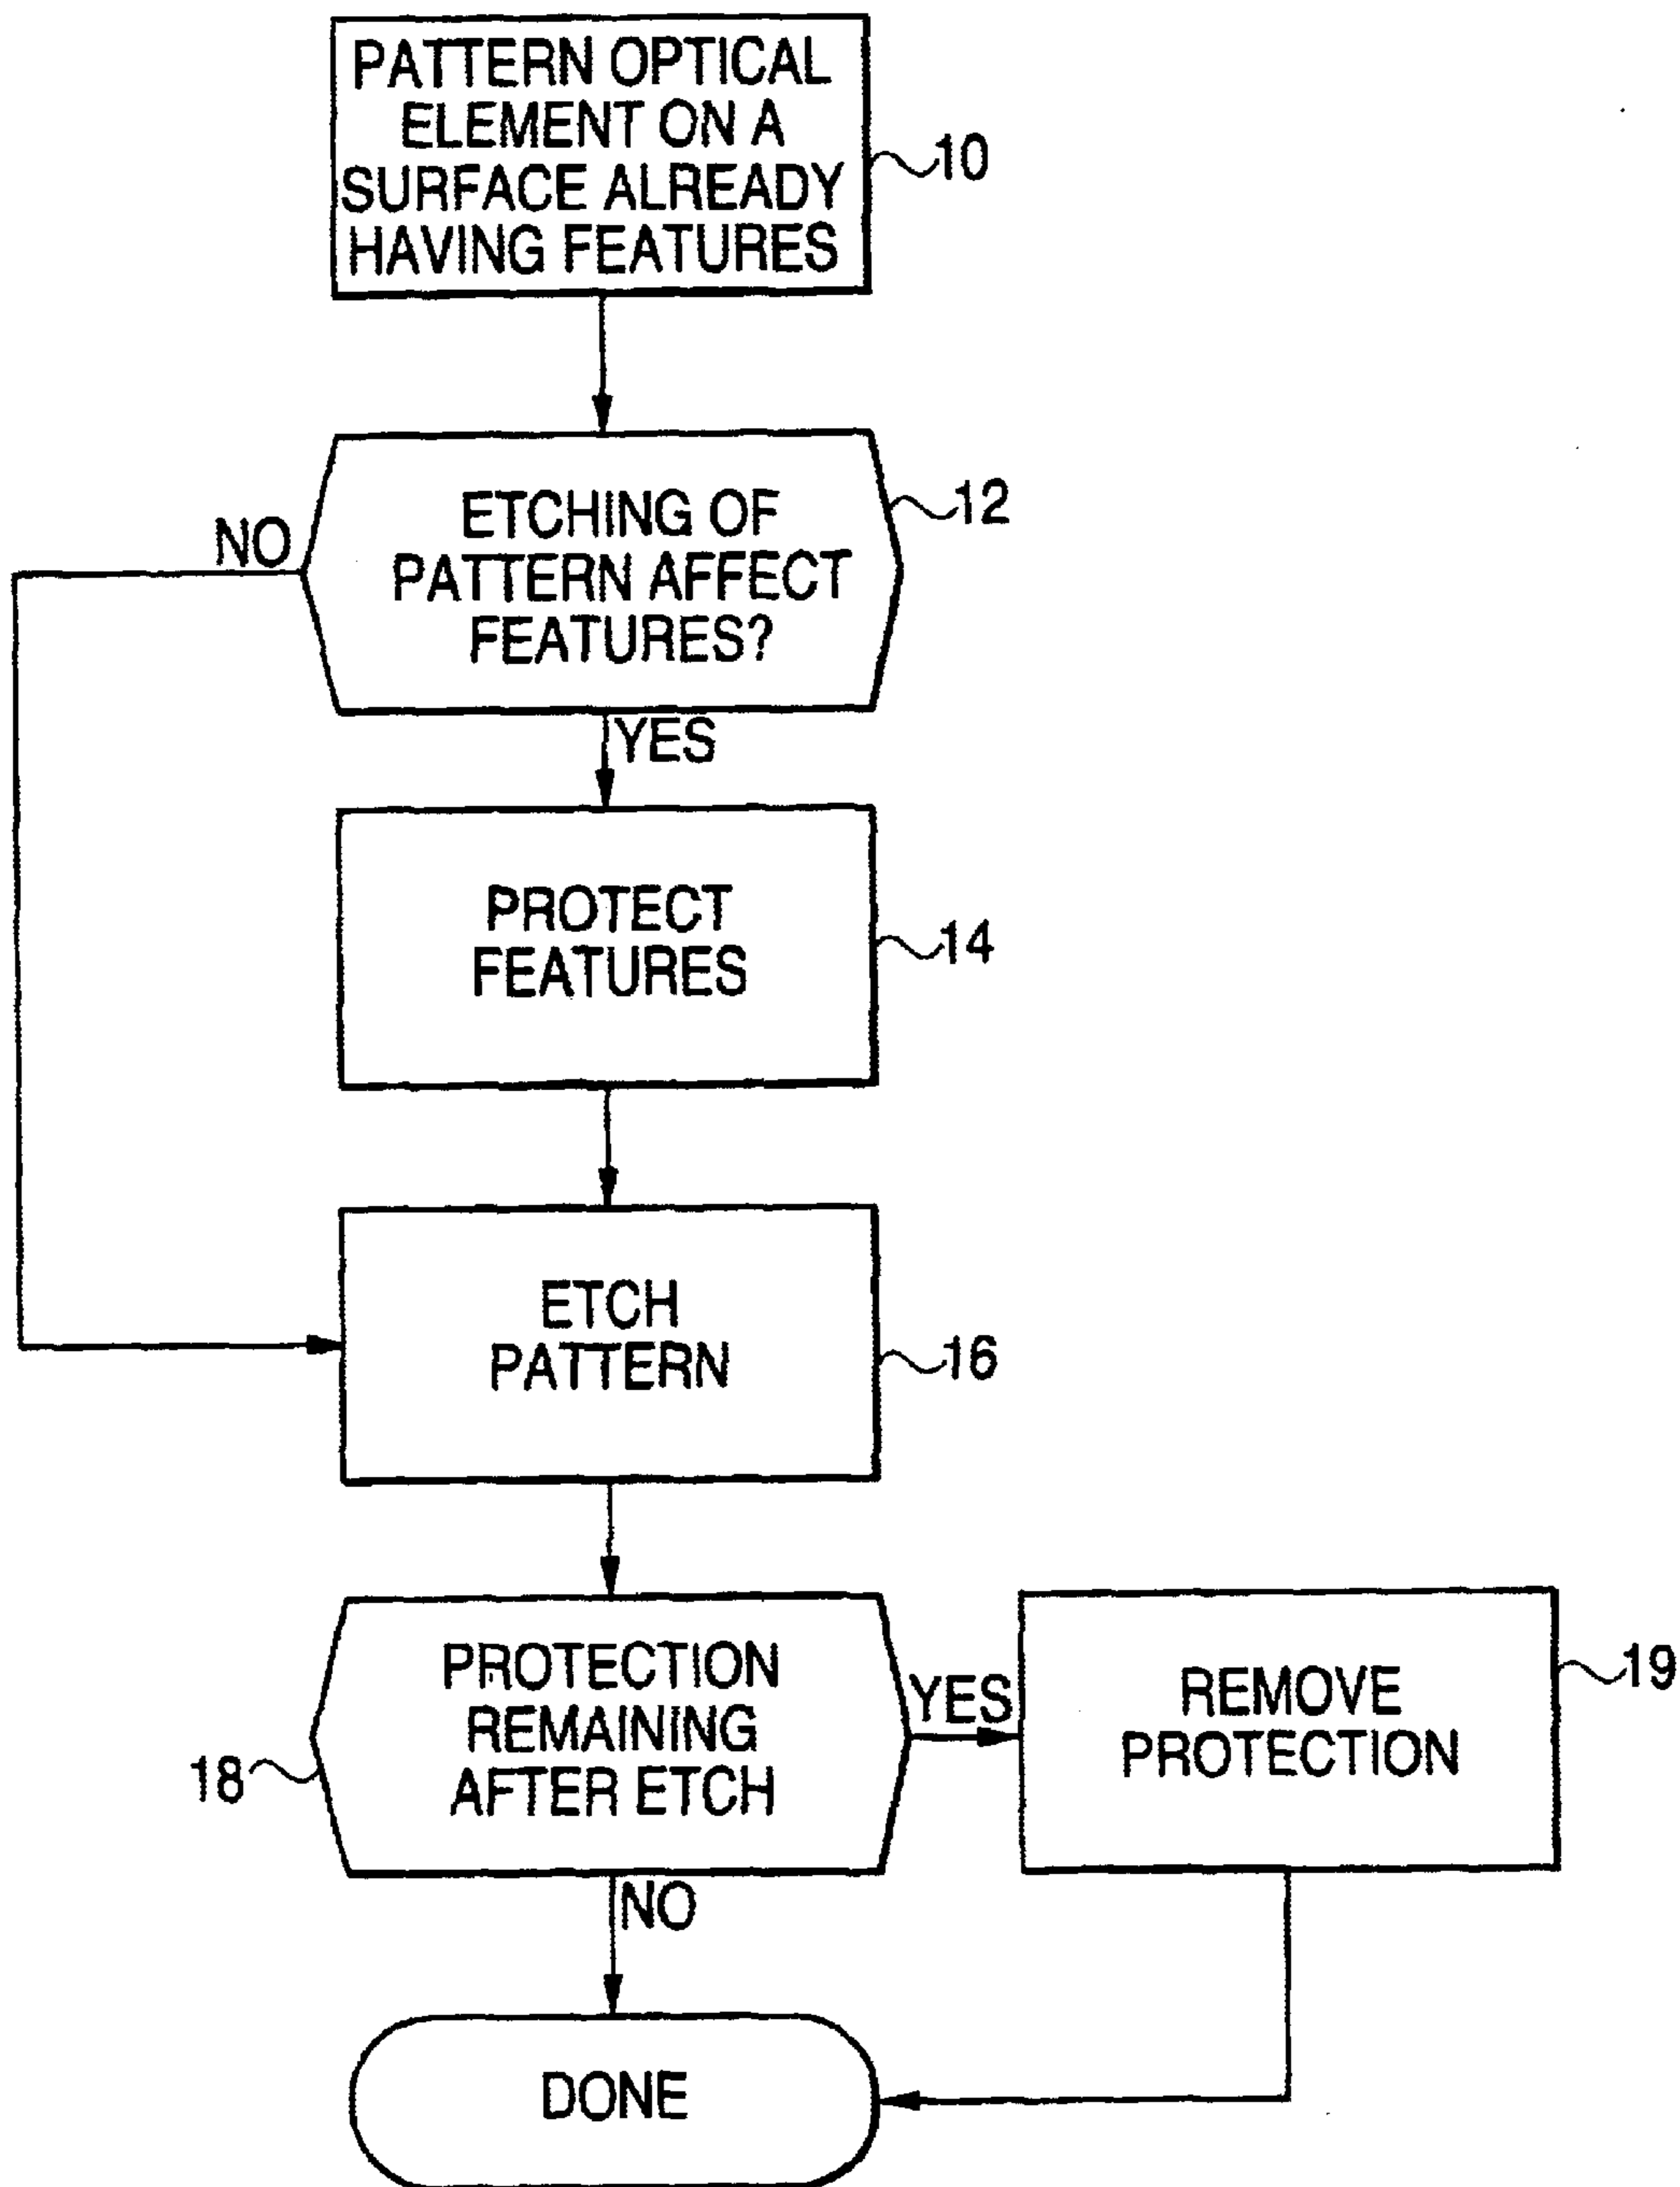 PATTERN OPTICAL
ELEMENT ON A
SURFACE ALREADY
HAVING FEATURES
10
ETCHING OF
PATTERN AFFECT
FEATURES?
12
NO
YES
PROTECT
FEATURES
14
ETCH
PATTERN
16
PROTECTION
REMAINING
AFTER ETCH
18
YES
REMOVE
PROTECTION
19
NO
DONE